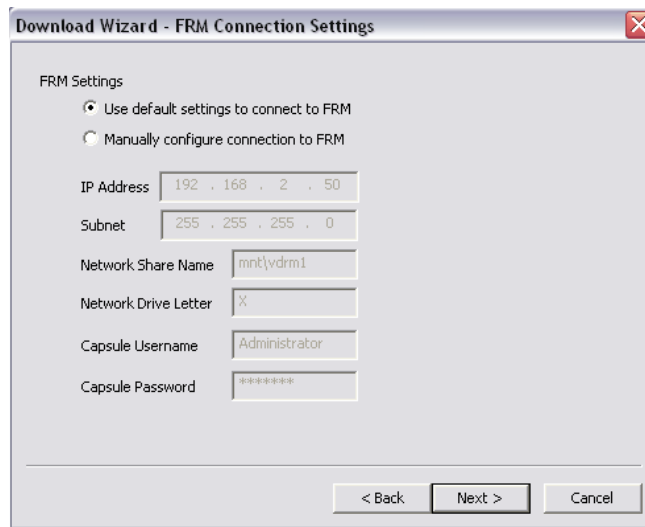 Download Wizard - FRM Connection Settings
FRM Settings
Use default settings to connect to FRM
Manually configure connection to FRM
IP Address 192 . 168 . 2 . 50
Subnet 255 . 255 . 255 . 0
Network Share Name mnt\vdrm1
Network Drive Letter X
Capsule Username Administrator
Capsule Password *******
< Back Next > Cancel